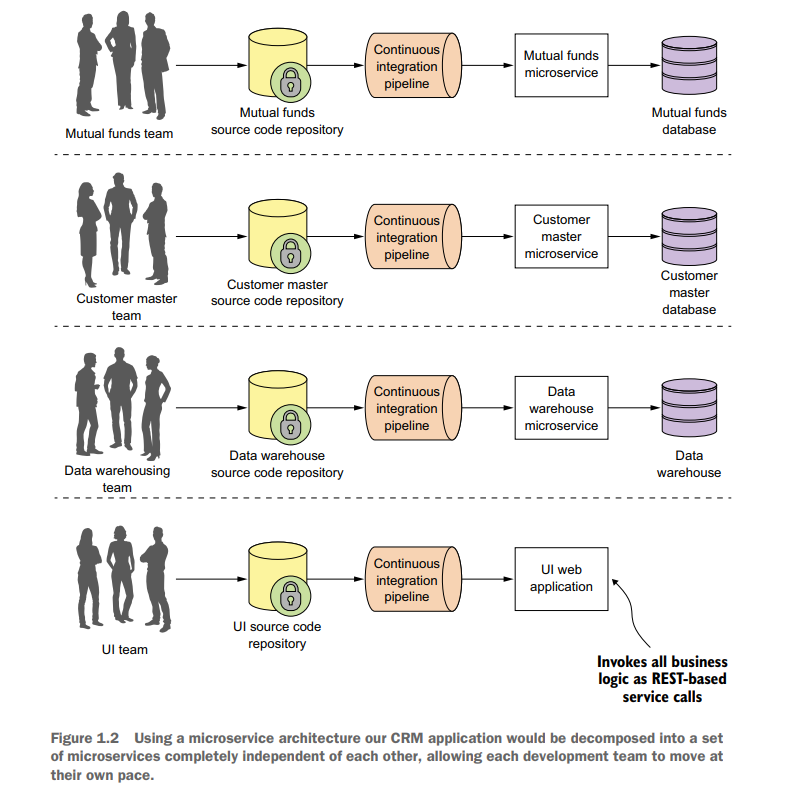 Mutual funds team
Mutual funds
source code repository
Continuous
integration
pipeline
Mutual funds
microservice
Mutual funds
database
Customer master
team
Customer master
source code repository
Continuous
integration
pipeline
Customer
master
microservice
Customer
master
database
Data warehousing
team
Data warehouse
source code repository
Continuous
integration
pipeline
Data
warehouse
microservice
Data
warehouse
UI team
UI source code
repository
Continuous
integration
pipeline
UI web
application
Invokes all business
logic as REST-based
service calls
Figure 1.2 Using a microservice architecture our CRM application would be decomposed into a set
of microservices completely independent of each other, allowing each development team to move at
their own pace.